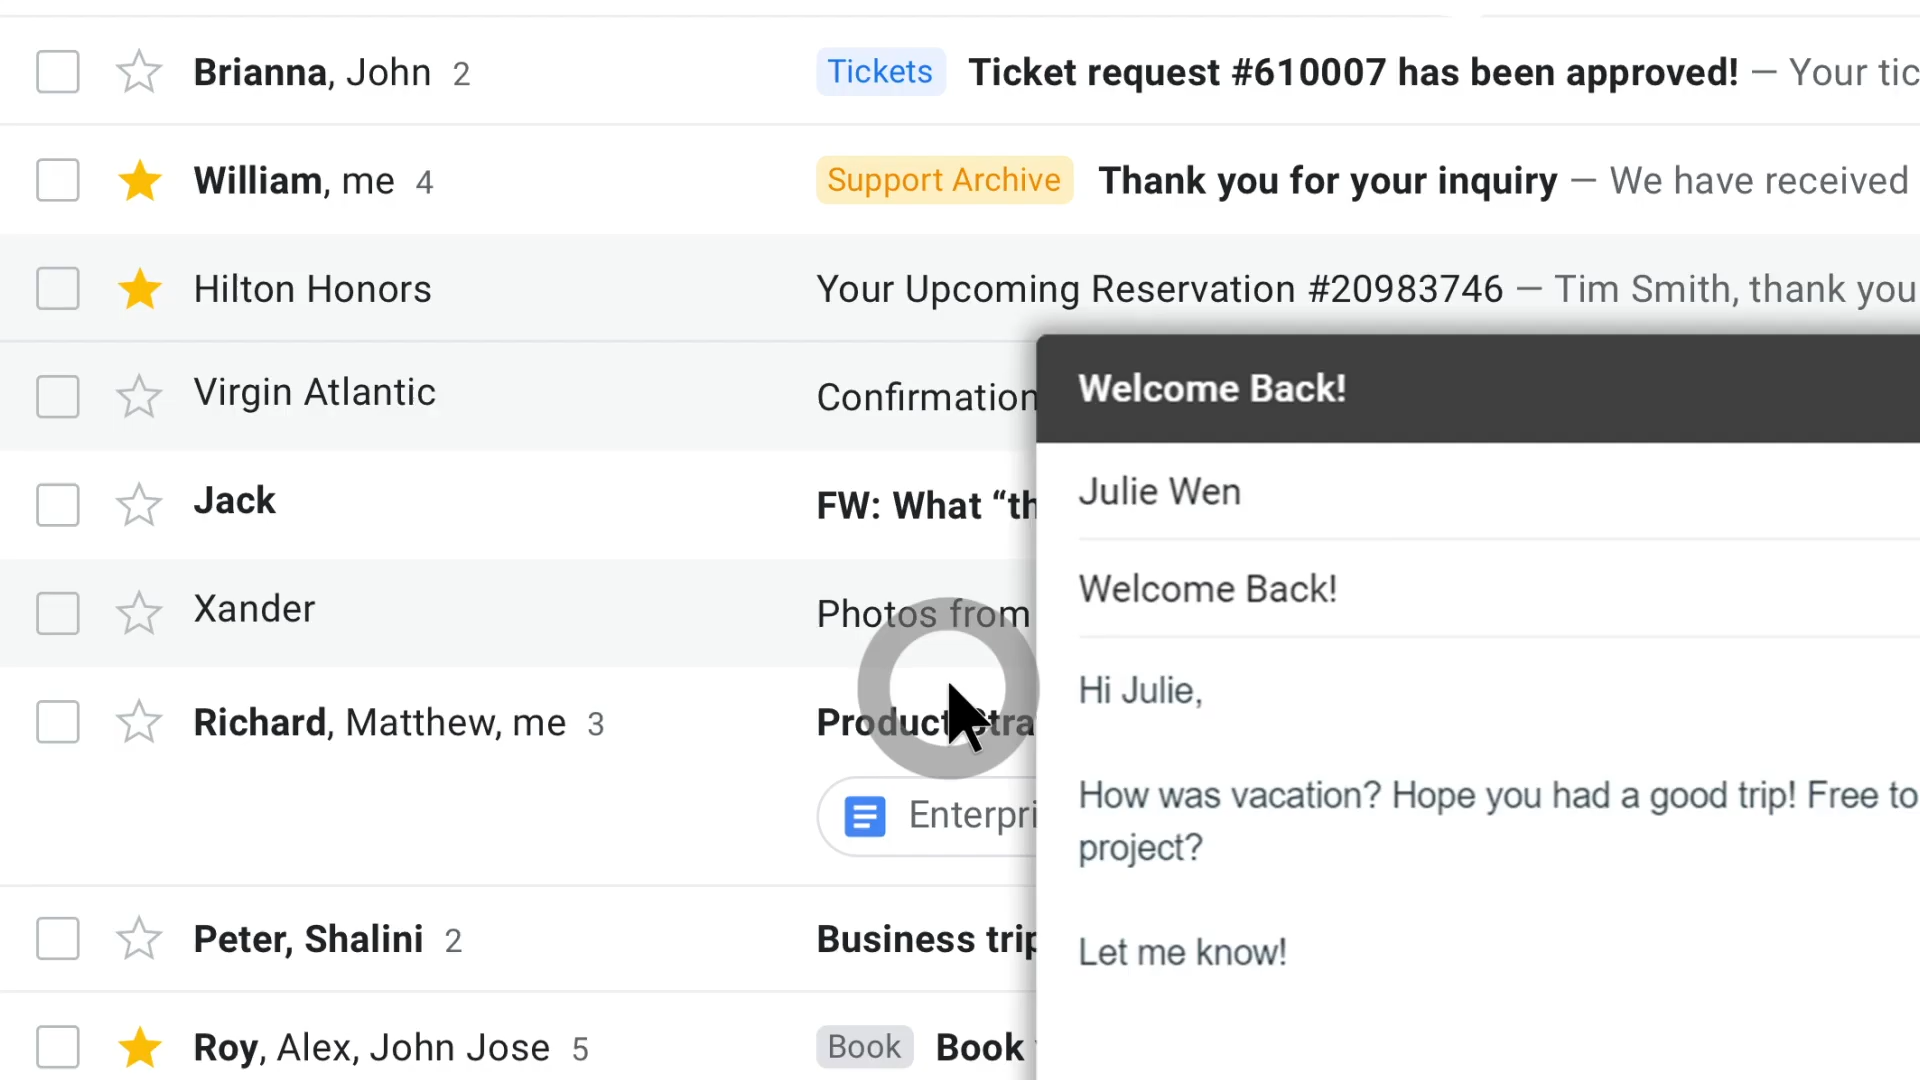 Brianna, John 2 Tickets Ticket request #610007 has been approved! — Your tic
William, me 4 Support Archive Thank you for your inquiry — We have received
Hilton Honors Your Upcoming Reservation #20983746 — Tim Smith, thank you
Virgin Atlantic Confirmation
Jack FW: What “th
Xander Photos from
Richard, Matthew, me 3 Product Stra
Enterpri
Peter, Shalini 2 Business trip
Roy, Alex, John Jose 5 Book Book
Welcome Back!
Julie Wen
Welcome Back!
Hi Julie,
How was vacation? Hope you had a good trip! Free to
project?
Let me know!